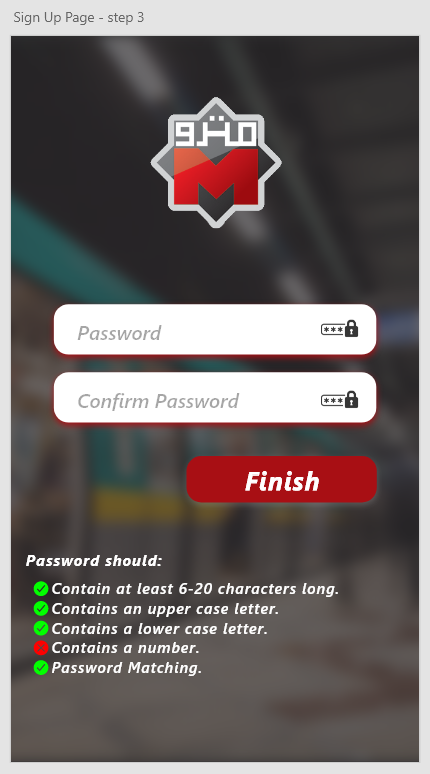 Sign Up Page - step 3
مترو
M
Password
***
Confirm Password
***
Finish
Password should:
Contain at least 6-20 characters long.
Contains an upper case letter.
Contains a lower case letter.
Contains a number.
Password Matching.